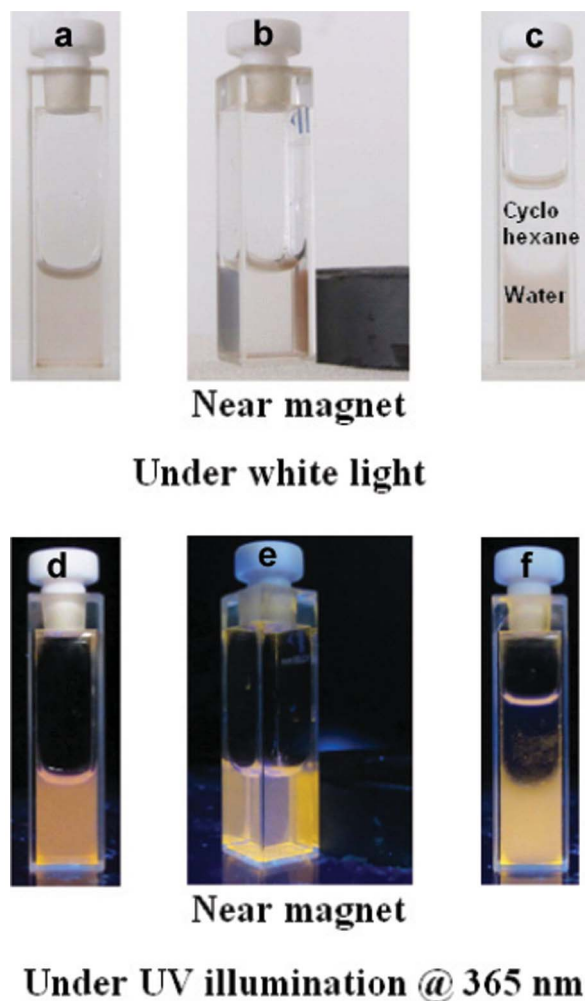 a
b
c
Cyclo
hexane
Water
Near magnet
Under white light
d
e
f
Near magnet
Under UV illumination @ 365 nm